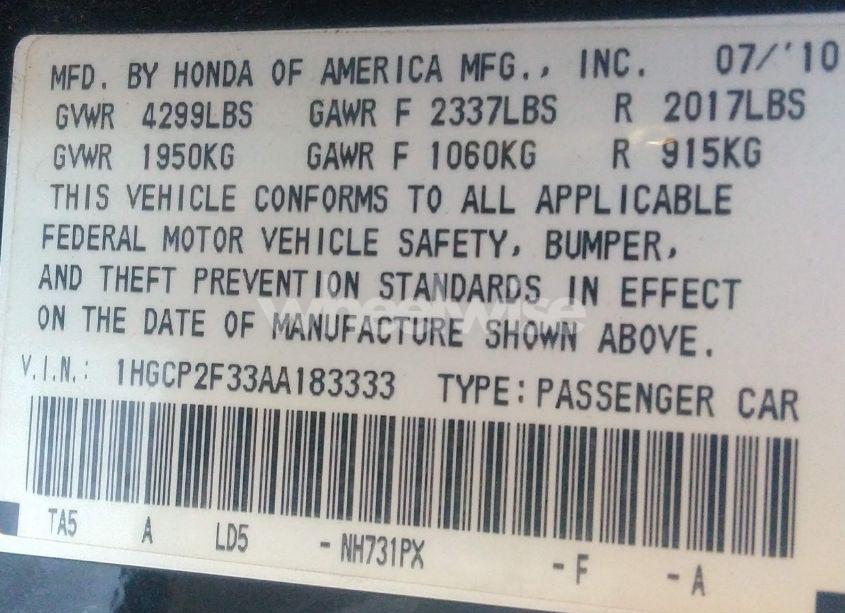 MFD. BY HONDA OF AMERICA MFG., INC. 07/'10
GVWR 4299LBS GAWR F 2337LBS R 2017LBS
GVWR 1950KG GAWR F 1060KG R 915KG
THIS VEHICLE CONFORMS TO ALL APPLICABLE
FEDERAL MOTOR VEHICLE SAFETY, BUMPER,
AND THEFT PREVENTION STANDARDS IN EFFECT
wheelwise
ON THE DATE OF MANUFACTURE SHOWN ABOVE.
V.I.N.: 1HGCP2F33AA183333 TYPE: PASSENGER CAR
TA5 A LD5 - NH731PX - F - A